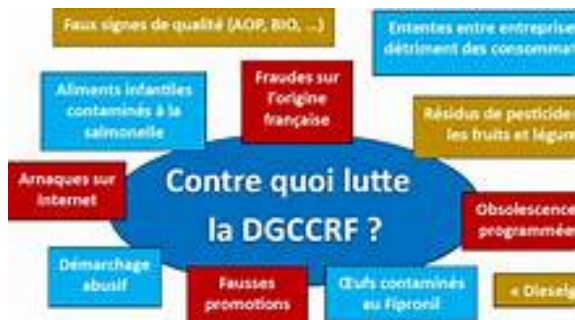 Faux signes de qualité (AOP, BIO, ...)
Ententes entre entreprise
détriment des consommat
Fraudes sur
l'origine
française
Aliments infantiles
contaminés à la
salmonelle
Résidus de pesticide
les fruits et légum
Arnaques sur
Internet
Contre quoi lutte
la DGCCRF ?
Obsolescence
programmée
Démarchage
abusif
Fausses
promotions
Œufs contaminés
au Fipronil
« Dieselg